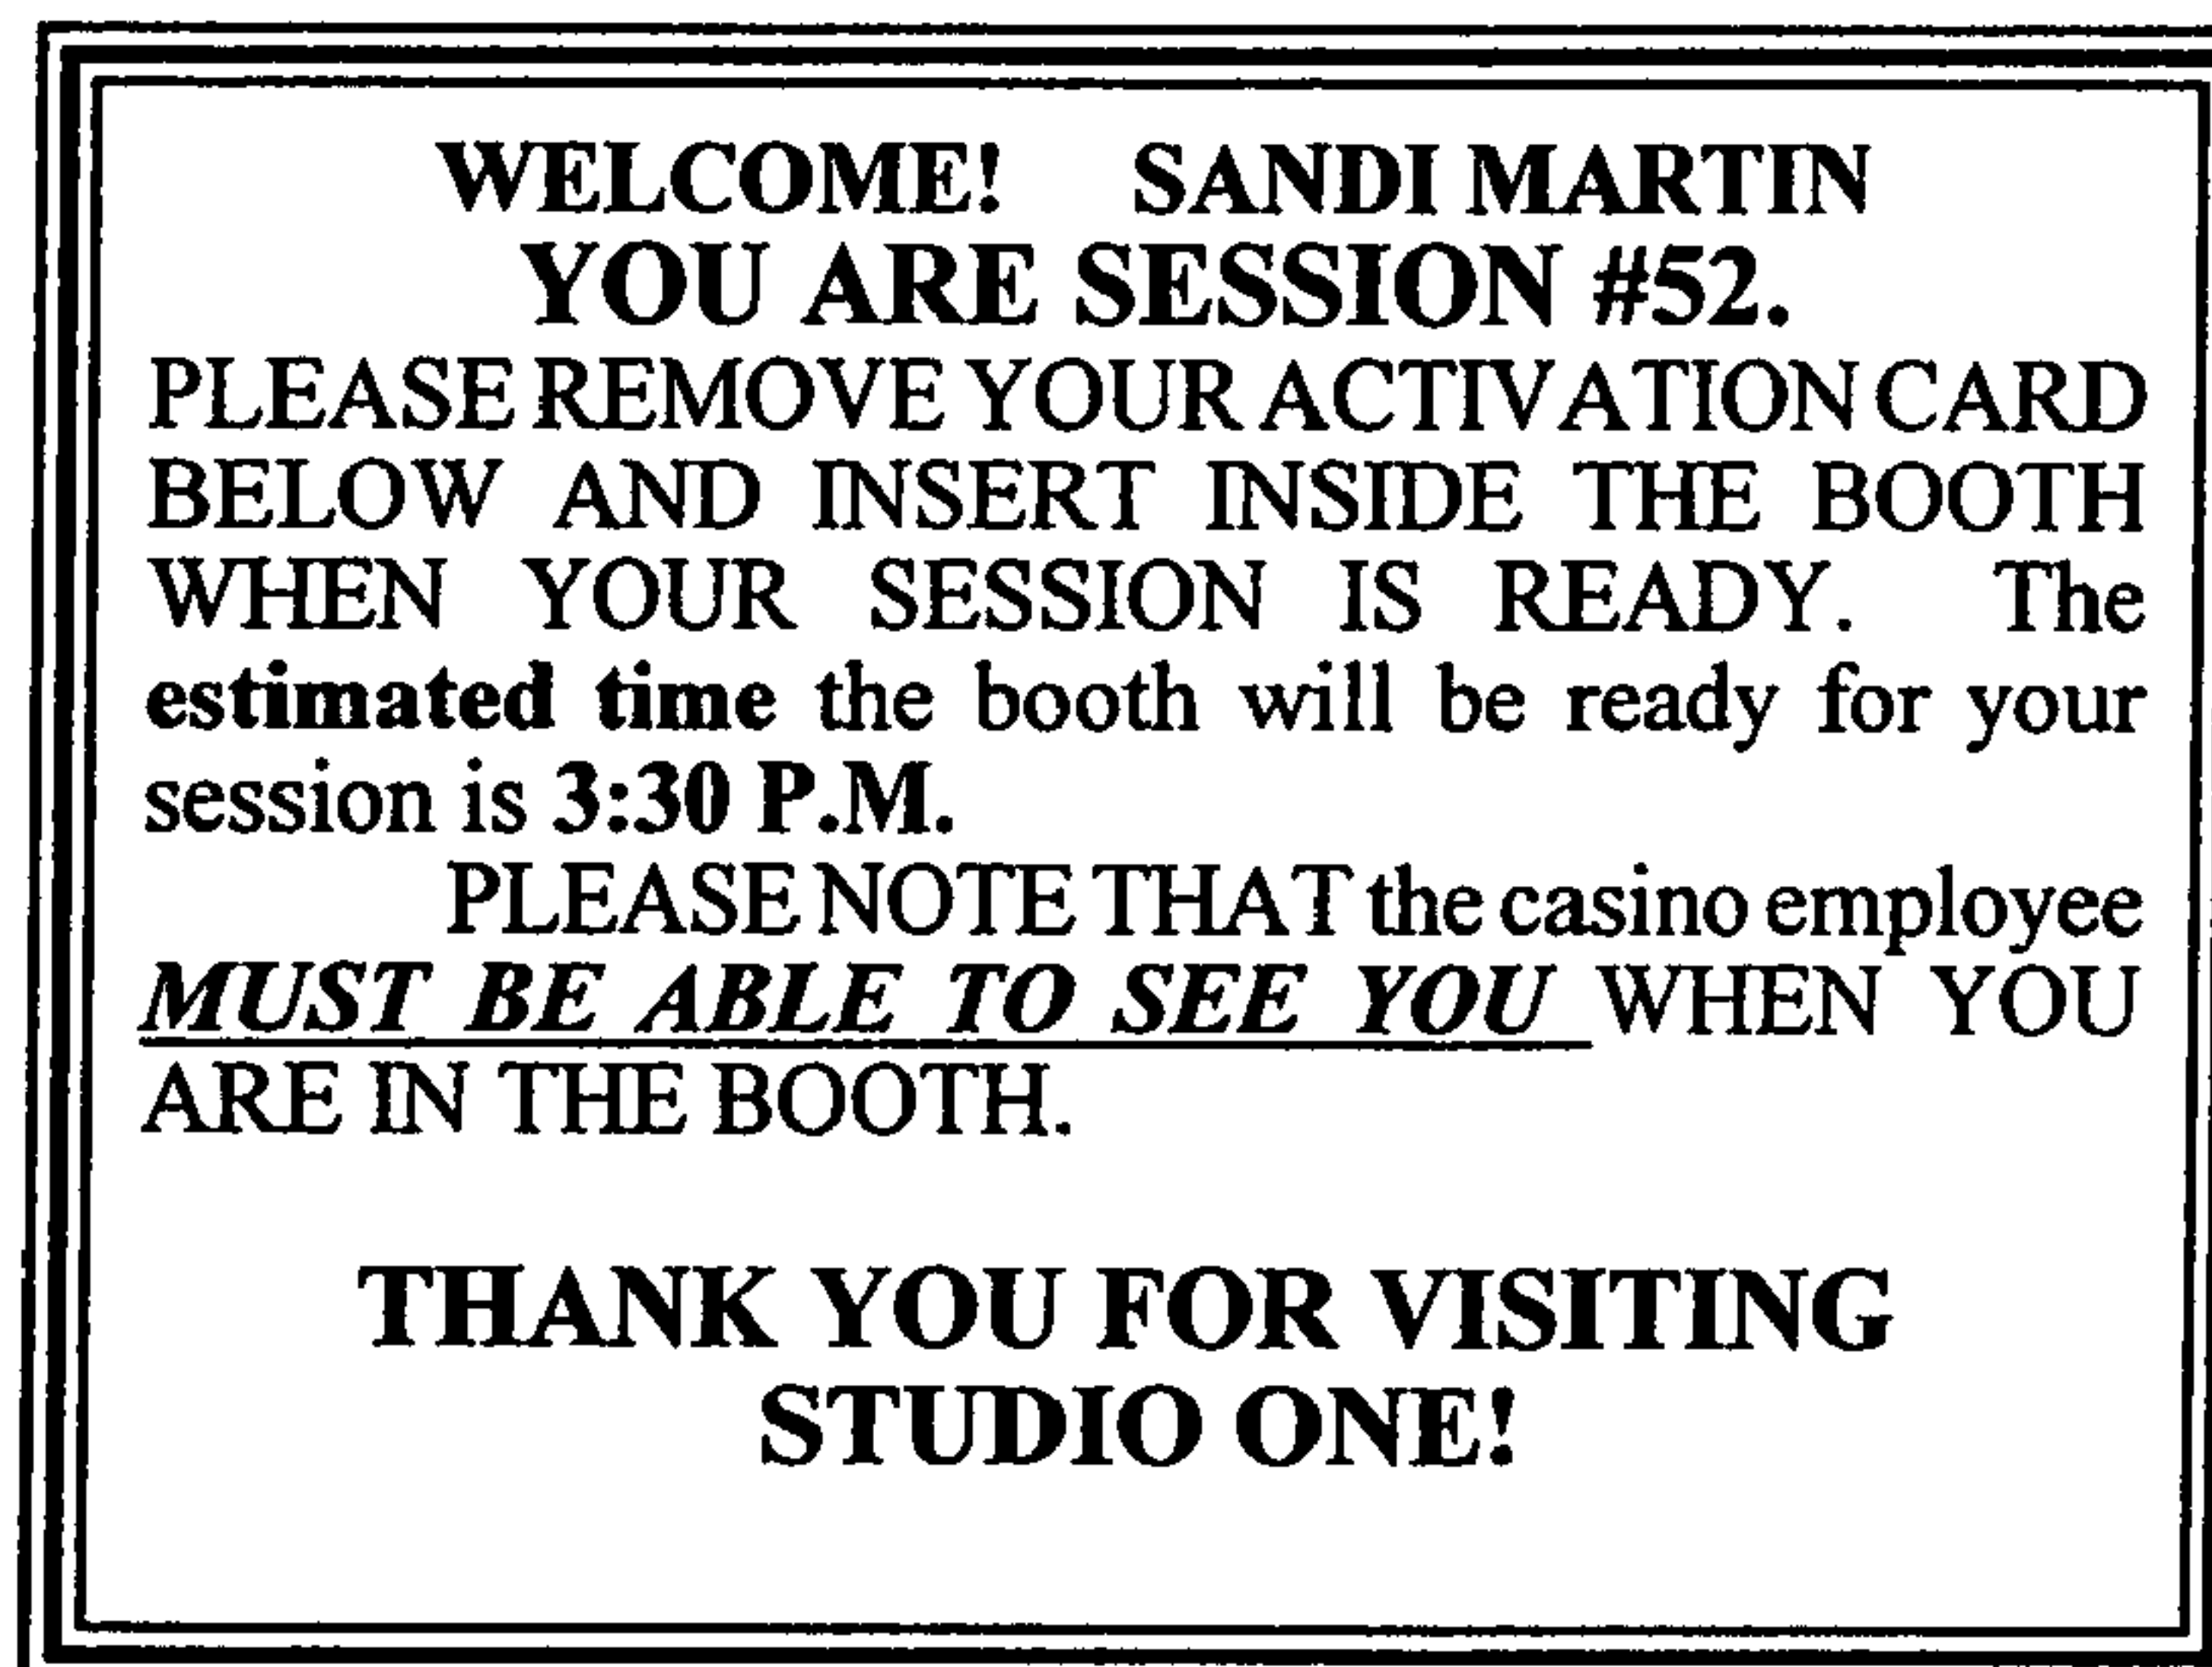 WELCOME! SANDI MARTIN
YOU ARE SESSION #52.
PLEASE REMOVE YOUR ACTIVATION CARD
BELOW AND INSERT INSIDE THE BOOTH
WHEN YOUR SESSION IS READY. The
estimated time the booth will be ready for your
session is 3:30 P.M.
PLEASE NOTE THAT the casino employee
MUST BE ABLE TO SEE YOU WHEN YOU
ARE IN THE BOOTH.
THANK YOU FOR VISITING
STUDIO ONE!